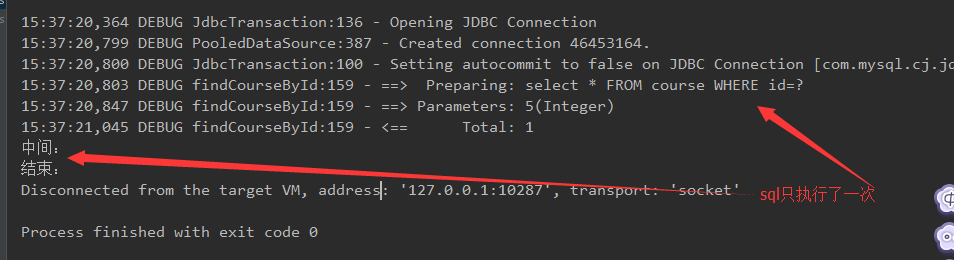 15:37:20,364 DEBUG JdbcTransaction:136 - Opening JDBC Connection
15:37:20,799 DEBUG PooledDataSource:387 - Created connection 46453164.
15:37:20,800 DEBUG JdbcTransaction:100 - Setting autocommit to false on JDBC Connection [com.mysql.cj.jd
15:37:20,803 DEBUG findCourseById:159 - ==>  Preparing: select * FROM course WHERE id=?
15:37:20,847 DEBUG findCourseById:159 - ==> Parameters: 5(Integer)
15:37:21,045 DEBUG findCourseById:159 - <==      Total: 1
中间:
结束:
Disconnected from the target VM, address: '127.0.0.1:10287', transport: 'socket'
sql只执行了一次
Process finished with exit code 0